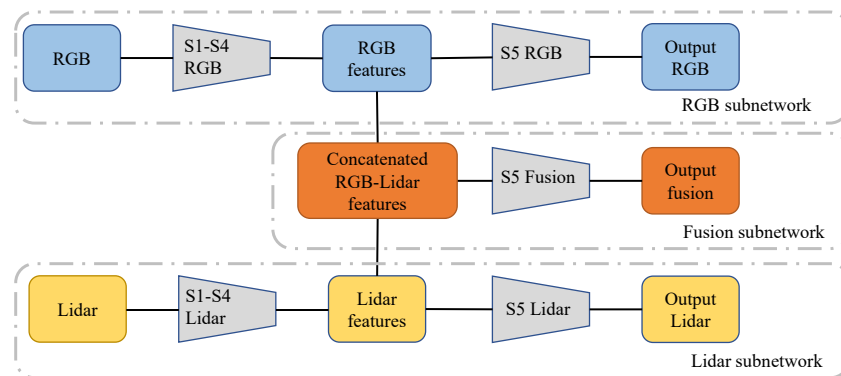 RGB
S1-S4
RGB
RGB
features
S5 RGB
Output
RGB
RGB subnetwork
Concatenated
RGB-Lidar
features
S5 Fusion
Output
fusion
Fusion subnetwork
Lidar
S1-S4
Lidar
Lidar
features
S5 Lidar
Output
Lidar
Lidar subnetwork